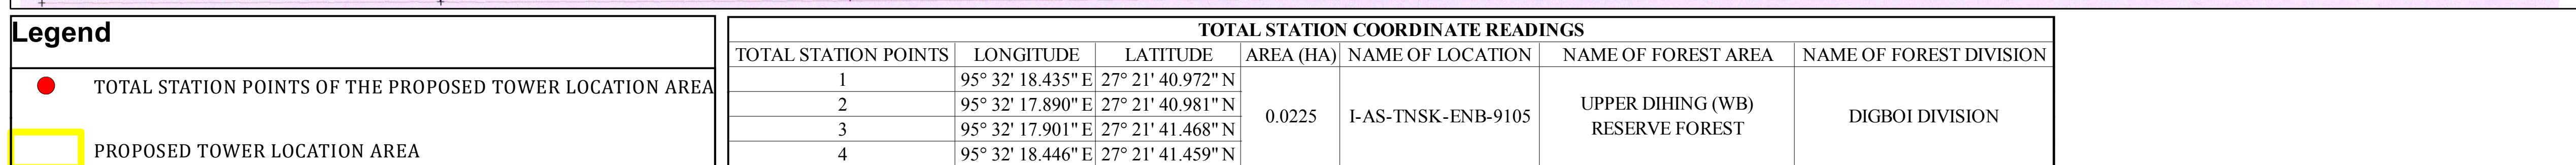 Legend
TOTAL STATION POINTS OF THE PROPOSED TOWER LOCATION AREA
PROPOSED TOWER LOCATION AREA
TOTAL STATION COORDINATE READINGS
TOTAL STATION POINTS LONGITUDE LATITUDE AREA (HA) NAME OF LOCATION NAME OF FOREST AREA NAME OF FOREST DIVISION
1 95° 32' 18.435" E 27° 21' 40.972" N
2 95° 32' 17.890" E 27° 21' 40.981" N
3 95° 32' 17.901" E 27° 21' 41.468" N
4 95° 32' 18.446" E 27° 21' 41.459" N
0.0225 I-AS-TNSK-ENB-9105
UPPER DIHING (WB)
RESERVE FOREST
DIGBOI DIVISION